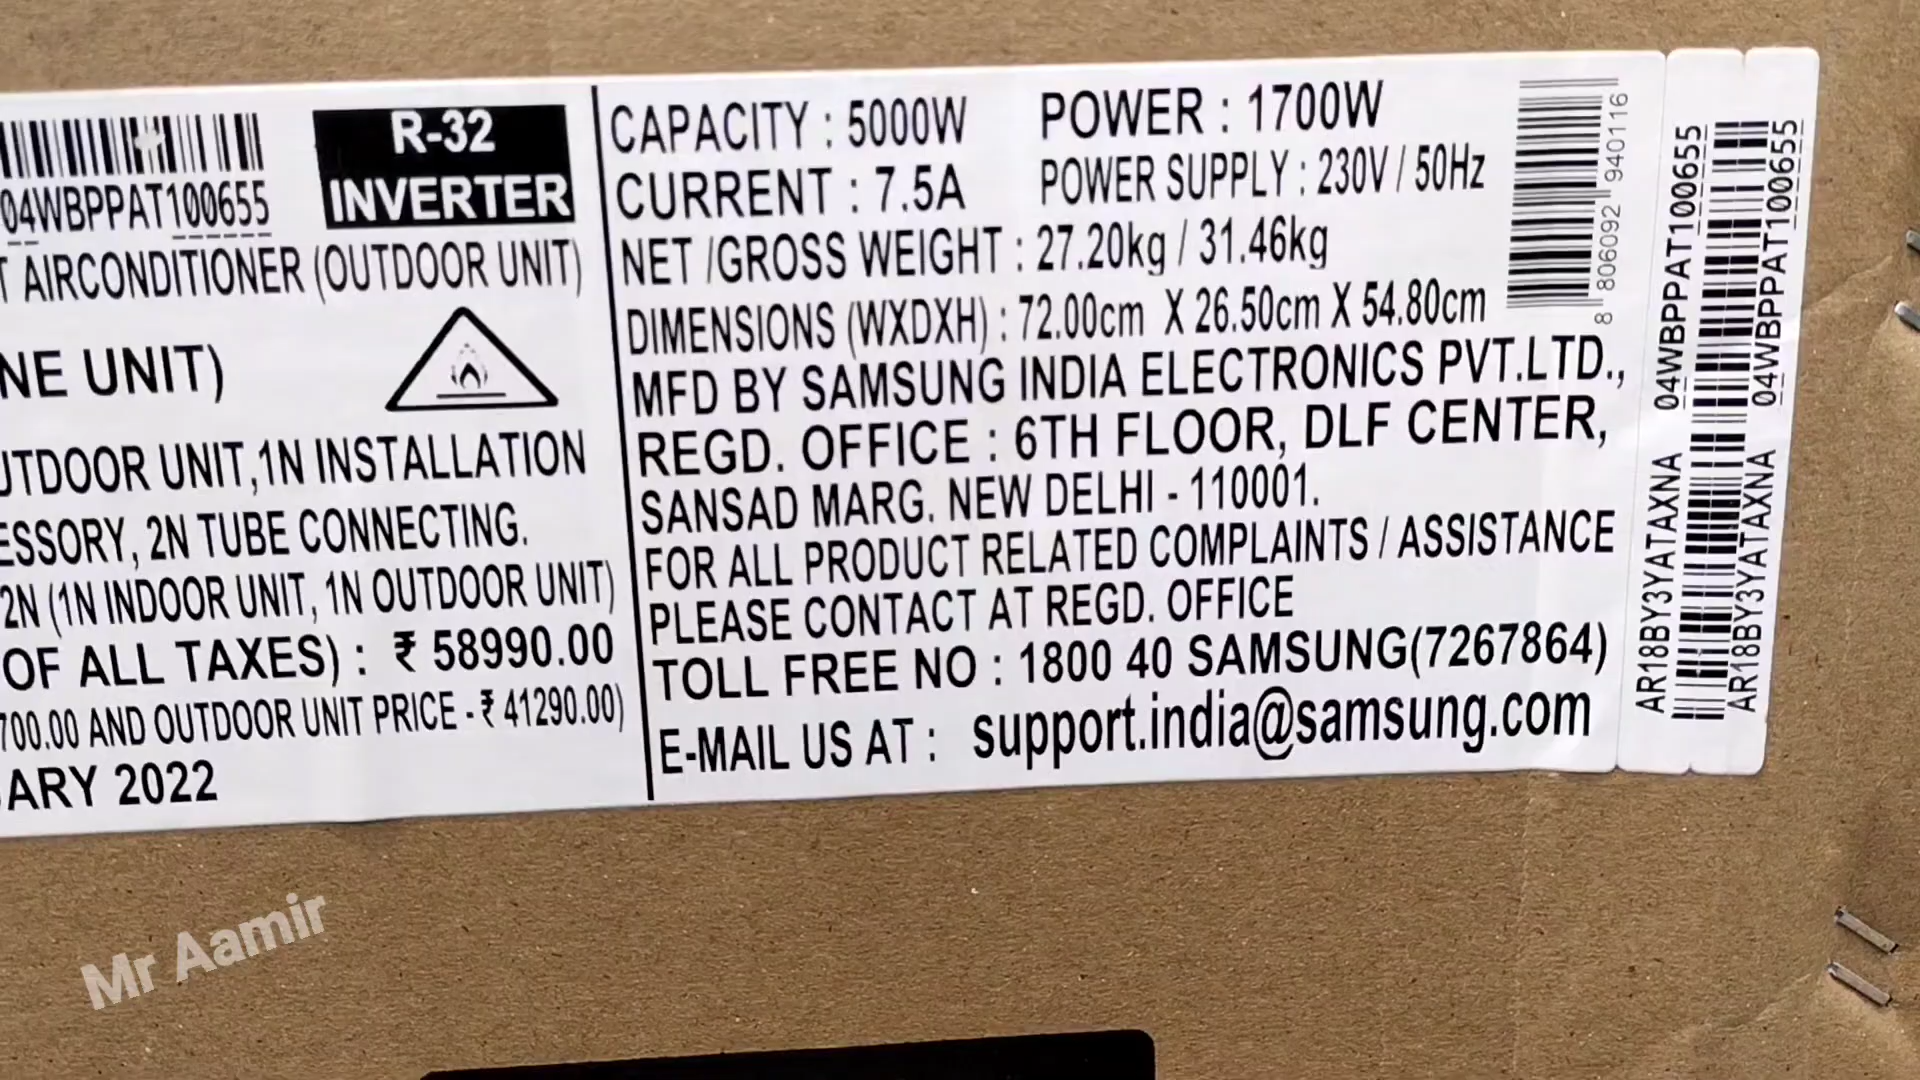 04WBPPAT100655
R-32
INVERTER
AIRCONDITIONER (OUTDOOR UNIT)
NE UNIT)
UTDOOR UNIT,1N INSTALLATION
ESSORY, 2N TUBE CONNECTING.
2N (1N INDOOR UNIT, 1N OUTDOOR UNIT)
OF ALL TAXES) : ₹ 58990.00
700.00 AND OUTDOOR UNIT PRICE - ₹ 41290.00)
ARY 2022
CAPACITY : 5000W POWER : 1700W
CURRENT : 7.5A POWER SUPPLY : 230V / 50Hz
NET /GROSS WEIGHT : 27.20kg / 31.46kg
DIMENSIONS (WXDXH) : 72.00cm X 26.50cm X 54.80cm
MFD BY SAMSUNG INDIA ELECTRONICS PVT.LTD.,
REGD. OFFICE : 6TH FLOOR, DLF CENTER,
SANSAD MARG. NEW DELHI - 110001.
FOR ALL PRODUCT RELATED COMPLAINTS / ASSISTANCE
PLEASE CONTACT AT REGD. OFFICE
TOLL FREE NO : 1800 40 SAMSUNG(7267864)
E-MAIL US AT : support.india@samsung.com
8 806092 940116
AR18BY3YATAXNA 04WBPPAT100655
AR18BY3YATAXNA 04WBPPAT100655
Mr Aamir